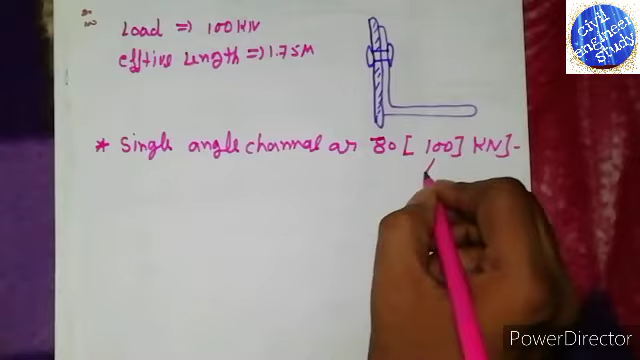 Load => 100 KN
efftive Length => 1.75M
* Single angle channal ar 80 [ 100] KN] -
civil
engineer
study
PowerDirector